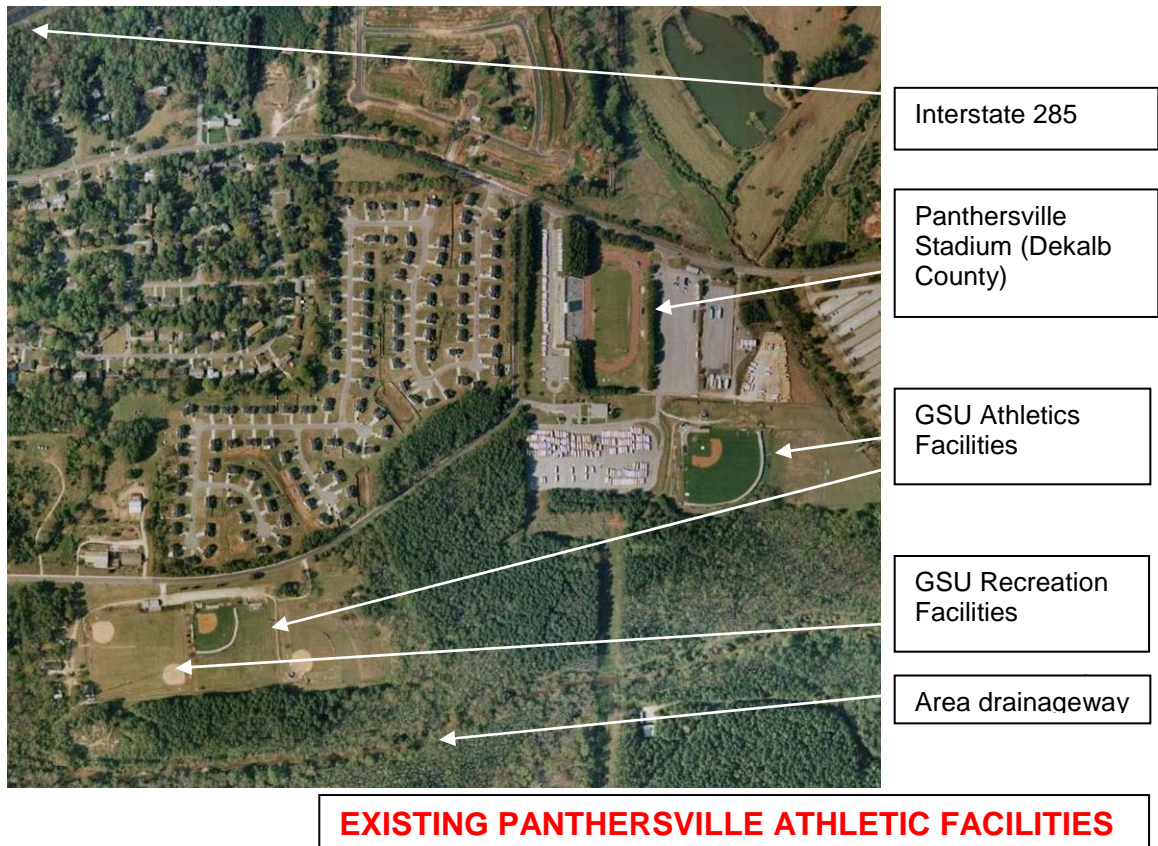 Interstate 285
Panthersville
Stadium (Dekalb
County)
GSU Athletics
Facilities
GSU Recreation
Facilities
Area drainageway
EXISTING PANTHERSVILLE ATHLETIC FACILITIES